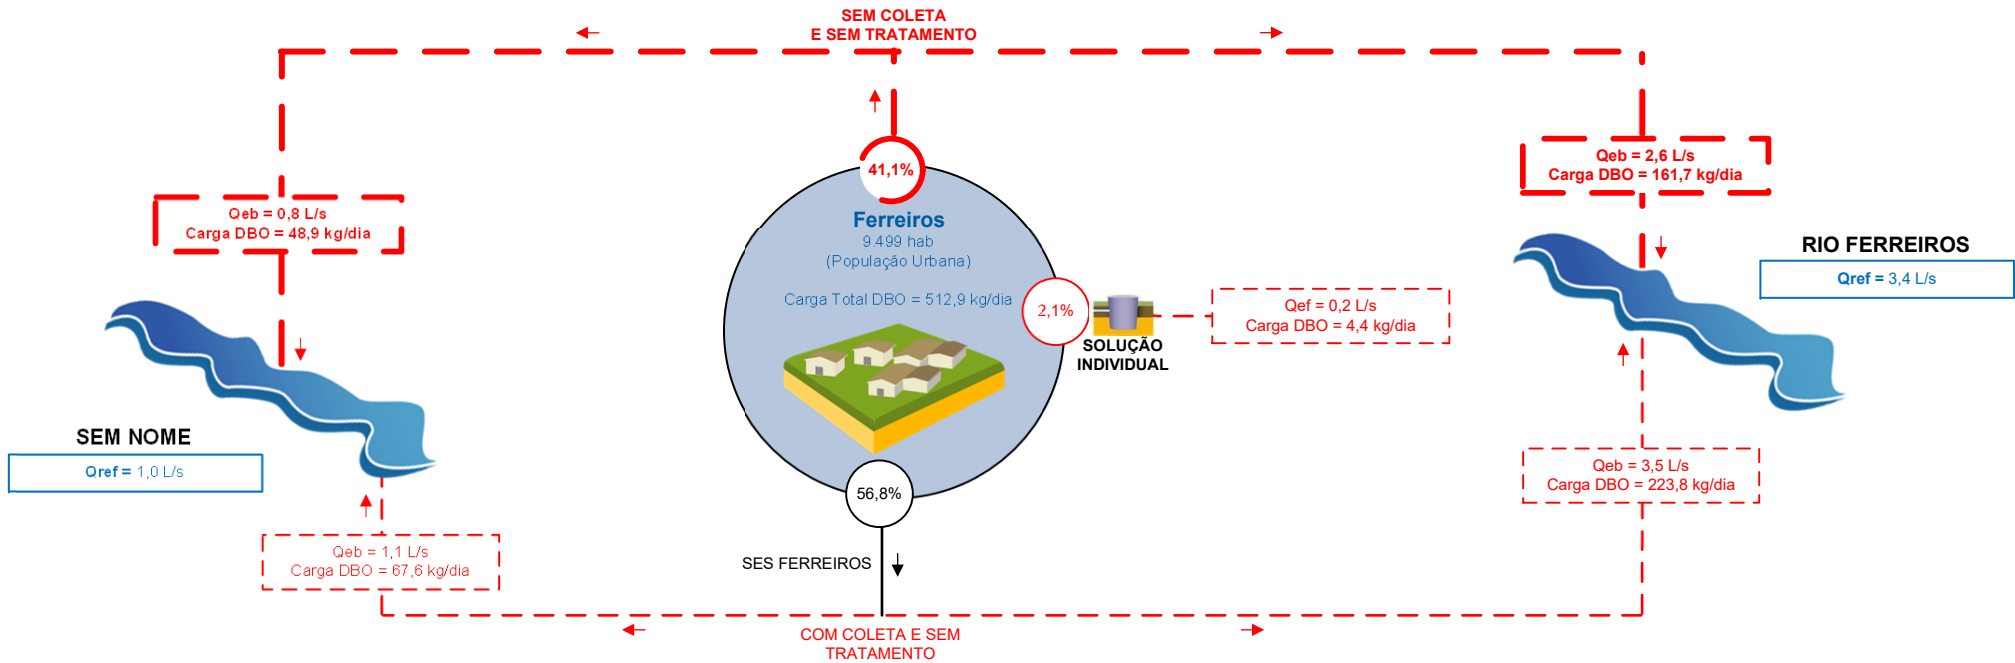 SEM COLETA
E SEM TRATAMENTO
41,1%
Qeb = 2,6 L/s
Carga DBO = 161,7 kg/dia
Qeb = 0,8 L/s
Carga DBO = 48,9 kg/dia
Ferreiros
9.499 hab
(População Urbana)
Carga Total DBO = 512,9 kg/dia
RIO FERREIROS
Qref = 3,4 L/s
2,1%
SOLUÇÃO
INDIVIDUAL
Qef = 0,2 L/s
Carga DBO = 4,4 kg/dia
SEM NOME
Qref = 1,0 L/s
56,8%
Qeb = 3,5 L/s
Carga DBO = 223,8 kg/dia
Qeb = 1,1 L/s
Carga DBO = 67,6 kg/dia
SES FERREIROS
COM COLETA E SEM
TRATAMENTO